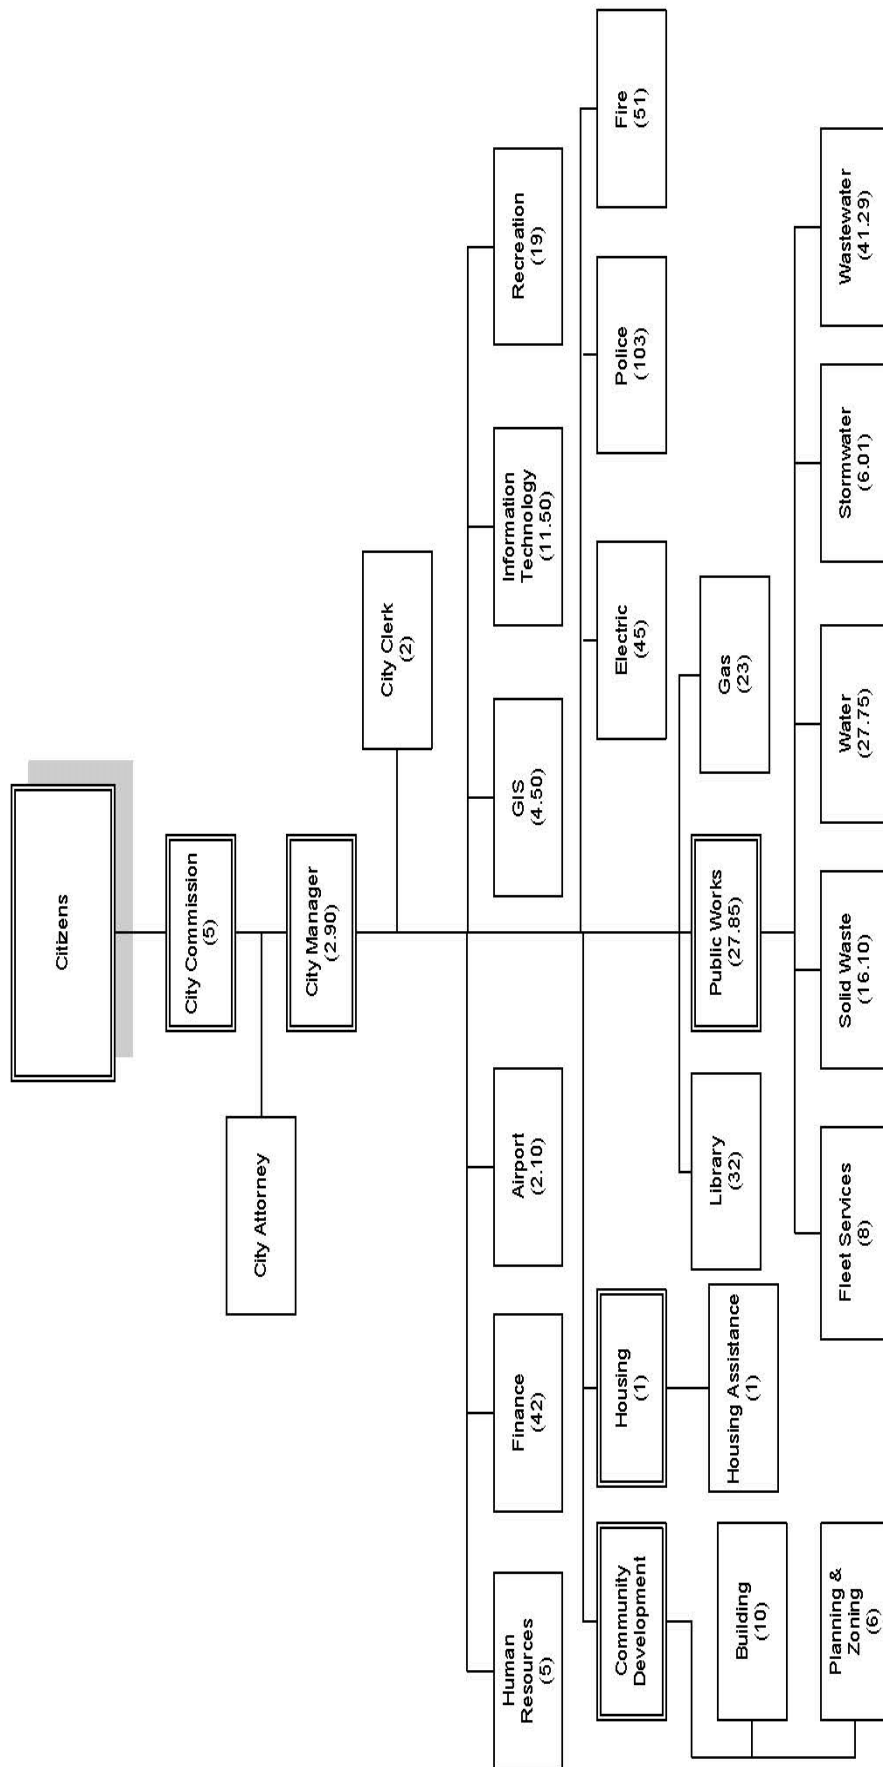 Citizens
City Commission
(5)
City Attorney
City Manager
(2.90)
City Clerk
(2)
Human
Resources
(5)
Finance
(42)
Airport
(2.10)
GIS
(4.50)
Information
Technology
(11.50)
Recreation
(19)
Community
Development
Housing
(1)
Electric
(45)
Police
(103)
Fire
(51)
Building
(10)
Housing Assistance
(1)
Library
(32)
Public Works
(27.85)
Gas
(23)
Planning &
Zoning
(6)
Fleet Services
(8)
Solid Waste
(16.10)
Water
(27.75)
Stormwater
(6.01)
Wastewater
(41.29)